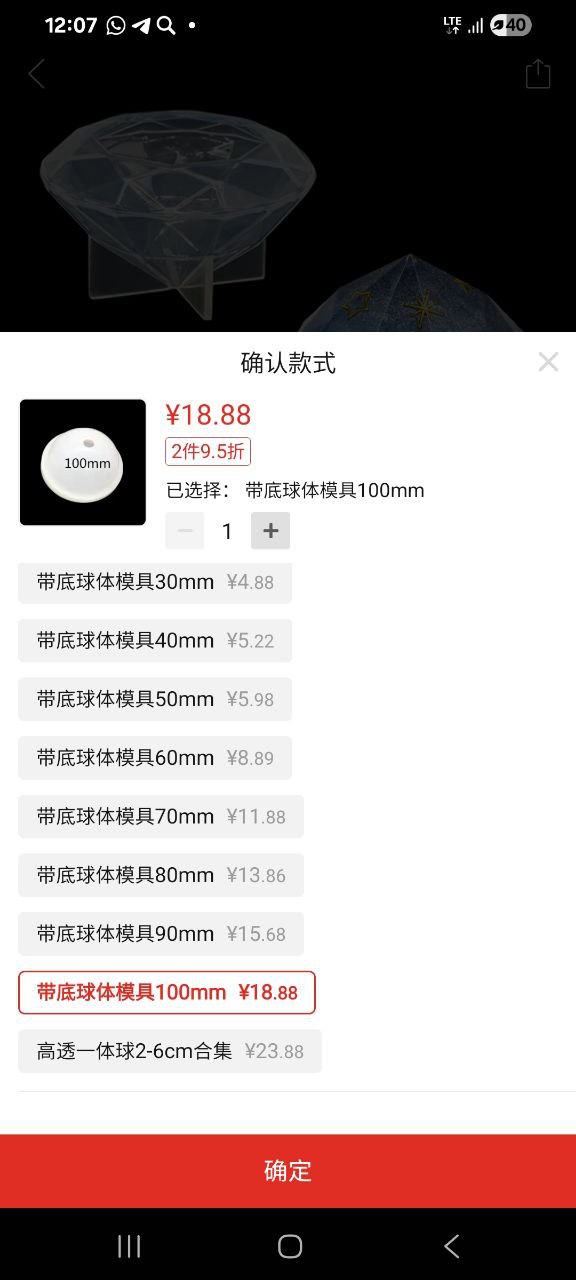 12:07
LTE
40
确认款式
100mm
¥18.88
2件9.5折
已选择： 带底球体模具100mm
1
带底球体模具30mm ¥4.88
带底球体模具40mm ¥5.22
带底球体模具50mm ¥5.98
带底球体模具60mm ¥8.89
带底球体模具70mm ¥11.88
带底球体模具80mm ¥13.86
带底球体模具90mm ¥15.68
带底球体模具100mm ¥18.88
高透一体球2-6cm合集 ¥23.88
确定